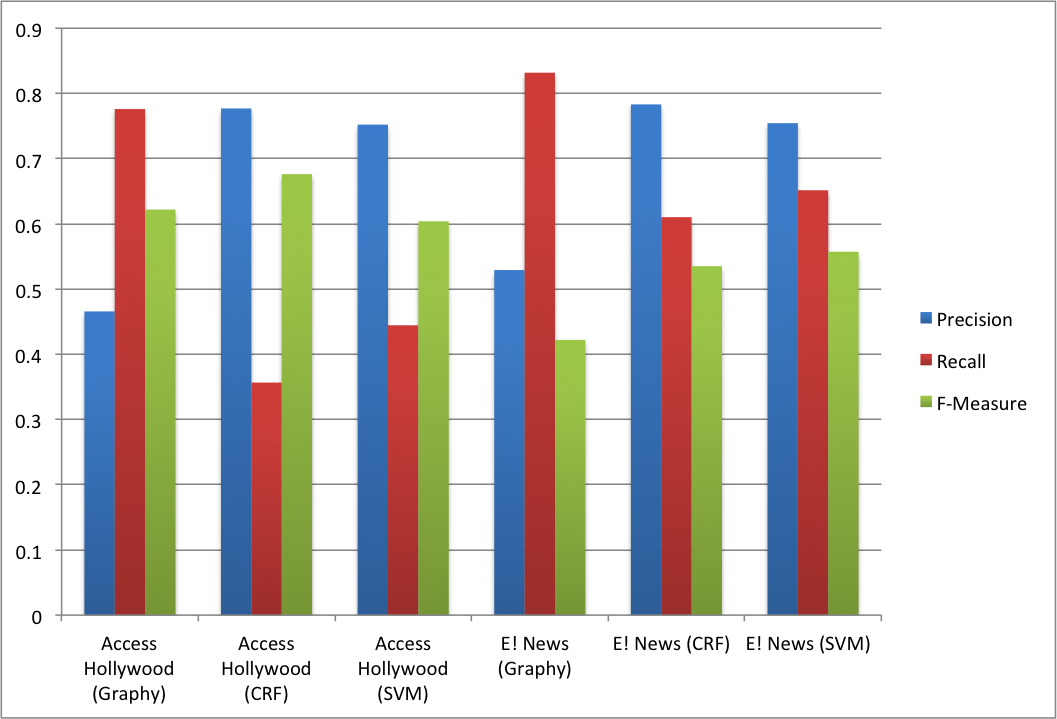 0.9
0.8
0.7
0.6
0.5
0.4
0.3
0.2
0.1
0
Access
Hollywood
(Graphy)
Access
Hollywood
(CRF)
Access
Hollywood
(SVM)
E! News
(Graphy)
E! News (CRF)
E! News (SVM)
Precision
Recall
F-Measure